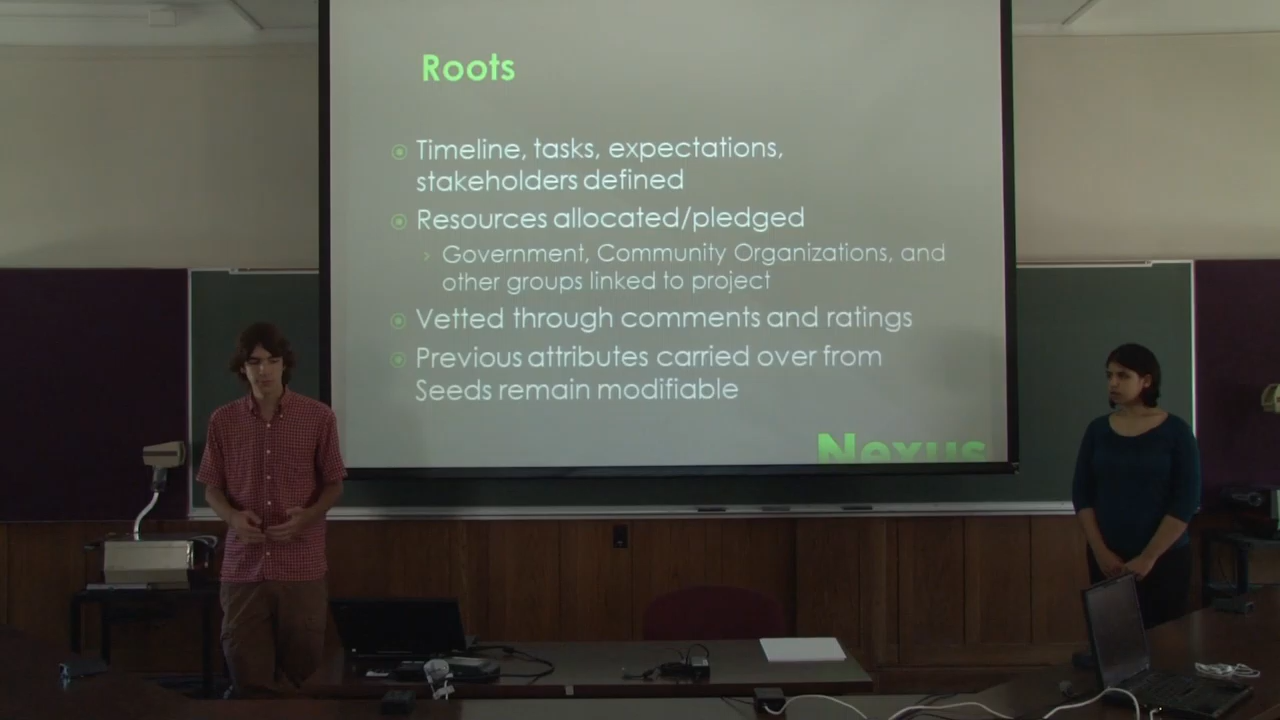 Roots
Timeline, tasks, expectations,
stakeholders defined
Resources allocated/pledged
Government, Community Organizations, and
other groups linked to project
Vetted through comments and ratings
Previous attributes carried over from
Seeds remain modifiable
Nexus